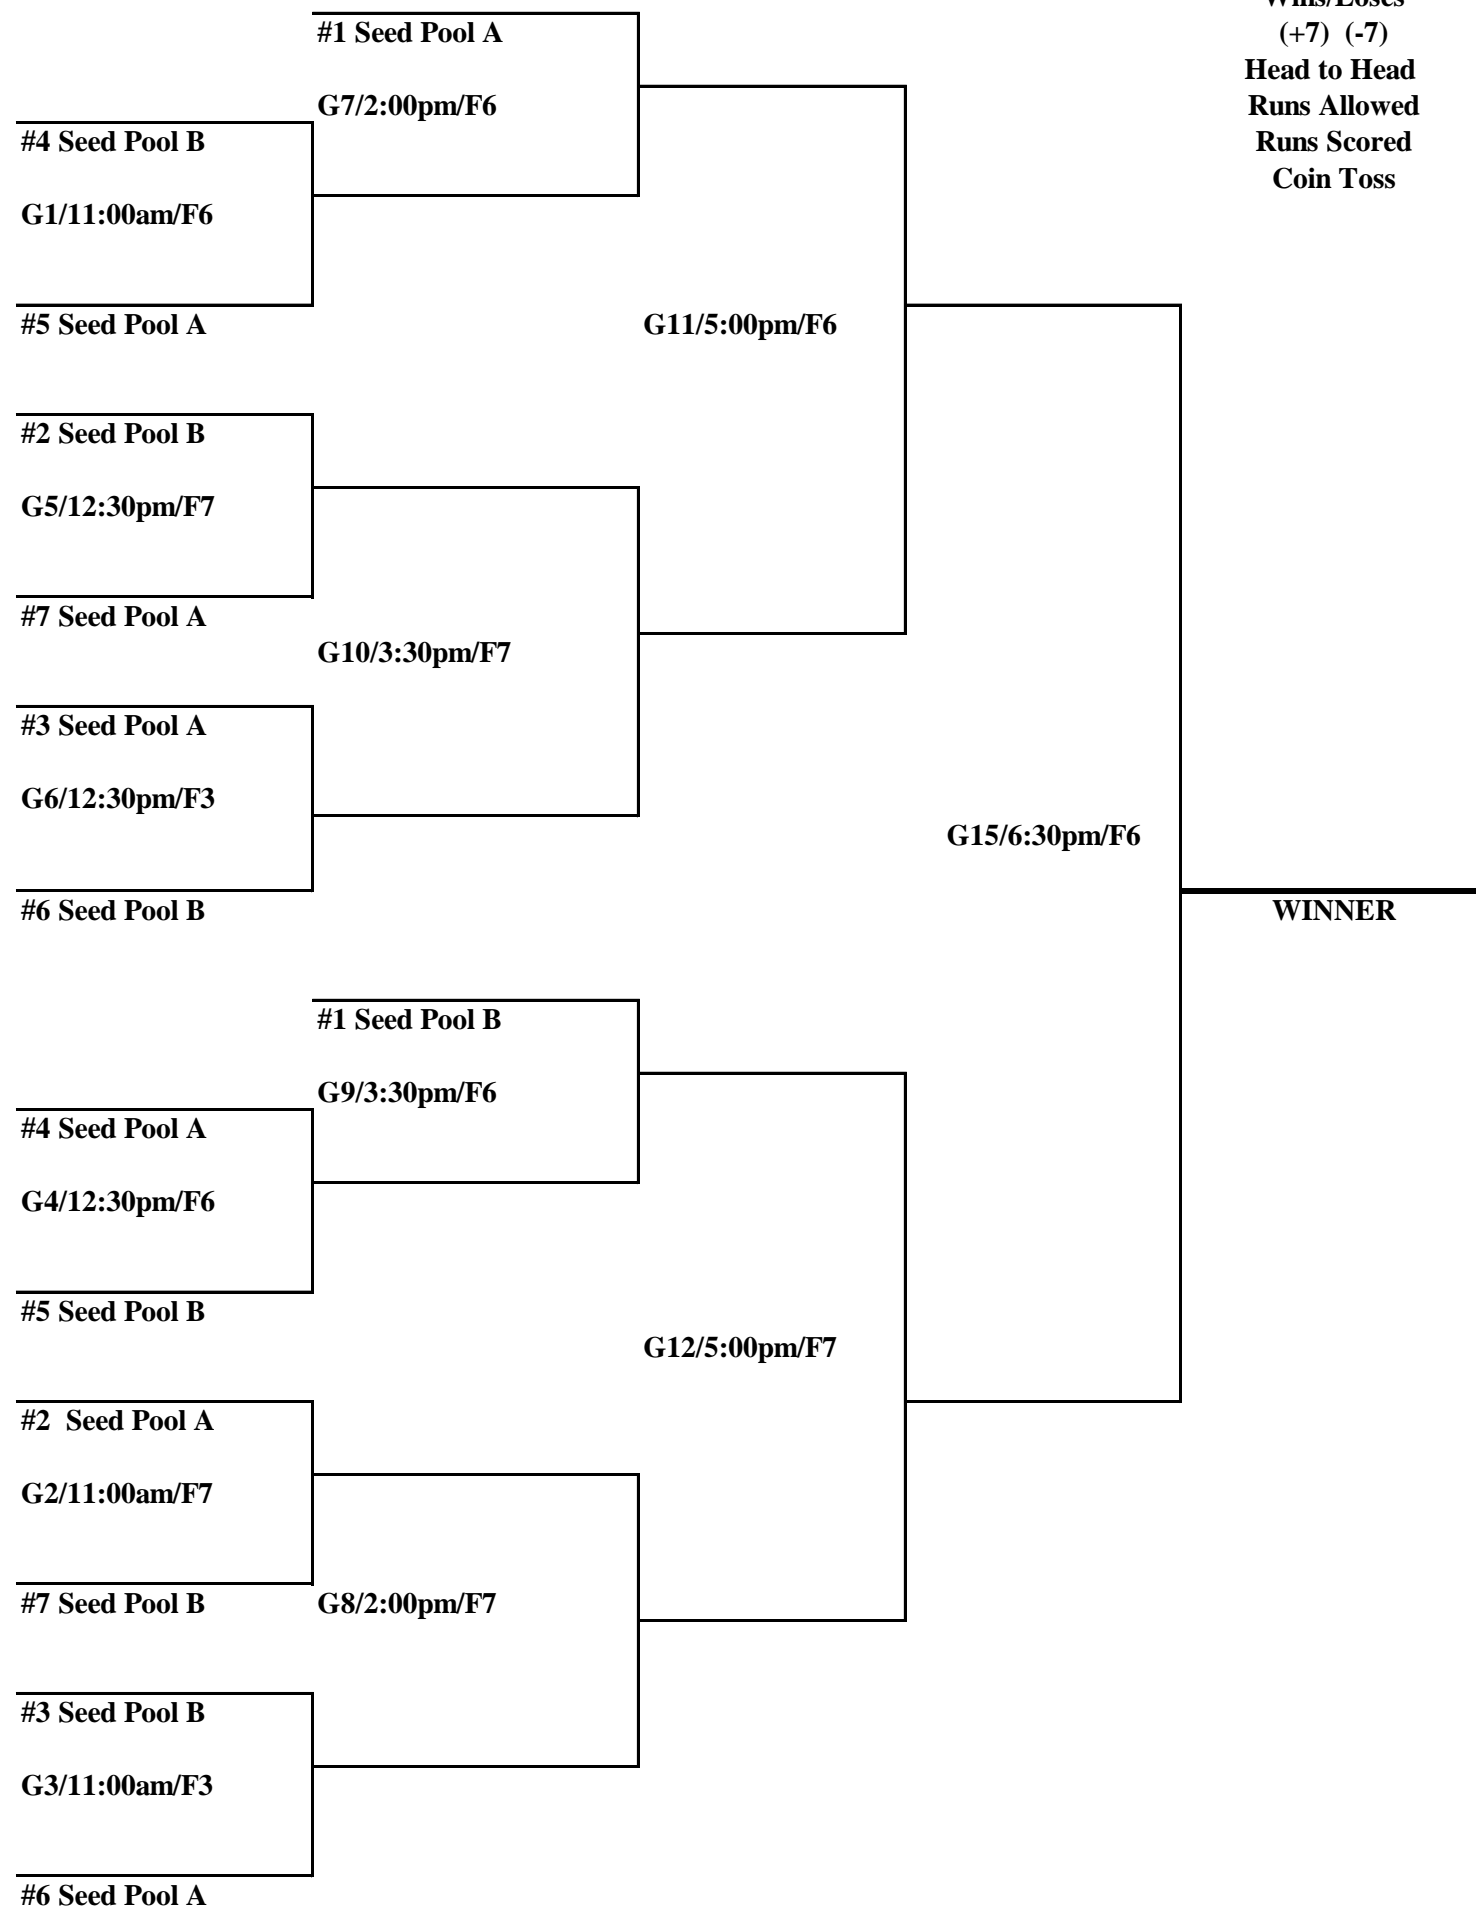 Wins/Loses
(+7) (-7)
Head to Head
Runs Allowed
Runs Scored
Coin Toss
#1 Seed Pool A
G7/2:00pm/F6
#4 Seed Pool B
G1/11:00am/F6
#5 Seed Pool A
G11/5:00pm/F6
#2 Seed Pool B
G5/12:30pm/F7
#7 Seed Pool A
G10/3:30pm/F7
#3 Seed Pool A
G6/12:30pm/F3
#6 Seed Pool B
G15/6:30pm/F6
WINNER
#1 Seed Pool B
G9/3:30pm/F6
#4 Seed Pool A
G4/12:30pm/F6
#5 Seed Pool B
G12/5:00pm/F7
#2 Seed Pool A
G2/11:00am/F7
#7 Seed Pool B
G8/2:00pm/F7
#3 Seed Pool B
G3/11:00am/F3
#6 Seed Pool A